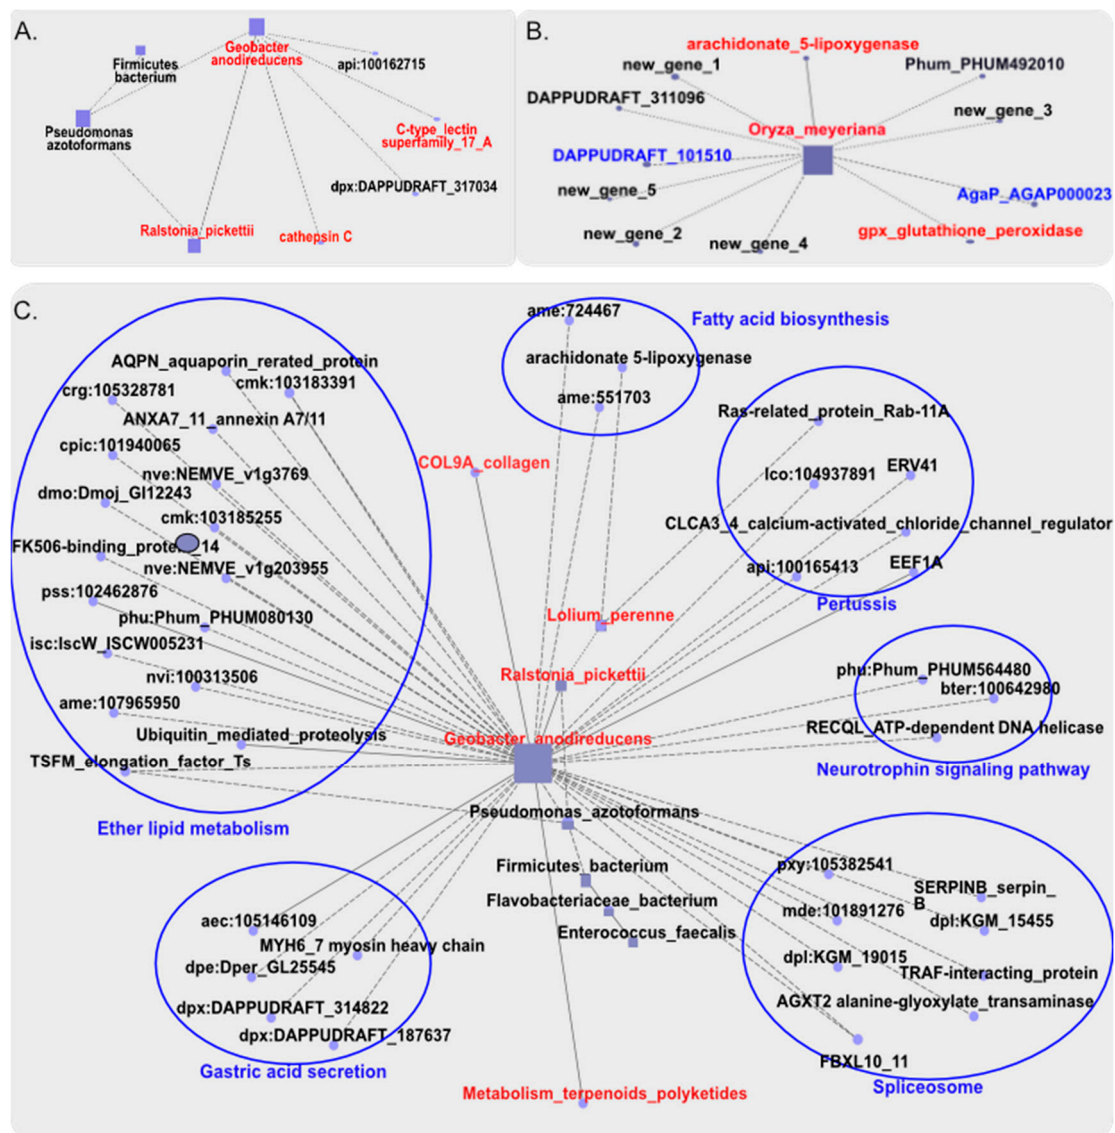 A.
Firmicutes
bacterium
Geobacter
anodireducens
api:100162715
Pseudomonas
azotoformans
C-type_lectin
superfamily_17_A
dpx:DAPPUDRAFT_317034
Ralstonia_pickettii
cathepsin C
B.
arachidonate_5-lipoxygenase
new_gene_1
Phum_PHUM492010
DAPPUDRAFT_311096
new_gene_3
Oryza_meyeriana
DAPPUDRAFT_101510
new_gene_5
AgaP_AGAP000023
new_gene_2
new_gene_4
gpx_glutathione_peroxidase
C.
ame:724467
Fatty acid biosynthesis
arachidonate 5-lipoxygenase
ame:551703
AQPN_aquaporin_rerated_protein
crg:105328781
cmk:103183391
ANXA7_11_annexin A7/11
cpic:101940065
nve:NEMVE_v1g3769
dmo:Dmoj_GI12243
cmk:103185255
FK506-binding_protein_14
nve:NEMVE_v1g203955
pss:102462876
phu:Phum_PHUM080130
isc:IscW_ISCW005231
nvi:100313506
ame:107965950
Ubiquitin_mediated_proteolysis
TSFM_elongation_factor_Ts
Ether lipid metabolism
COL9A_collagen
Ras-related_protein_Rab-11A
lco:104937891
ERV41
CLCA3_4_calcium-activated_chloride_channel_regulator
api:100165413
EEF1A
Pertussis
Lolium_perenne
Ralstonia_pickettii
Geobacter_anodireducens
phu:Phum_PHUM564480
bter:100642980
RECQL_ATP-dependent DNA helicase
Neurotrophin signaling pathway
Pseudomonas_azotoformans
Firmicutes_bacterium
Flavobacteriaceae_bacterium
Enterococcus_faecalis
aec:105146109
MYH6_7 myosin heavy chain
dpe:Dper_GL25545
dpx:DAPPUDRAFT_314822
dpx:DAPPUDRAFT_187637
Gastric acid secretion
pxy:105382541
SERPINB_serpin_
B
mde:101891276
dpl:KGM_15455
dpl:KGM_19015
TRAF-interacting_protein
AGXT2 alanine-glyoxylate_transaminase
FBXL10_11
Spliceosome
Metabolism_terpenoids_polyketides